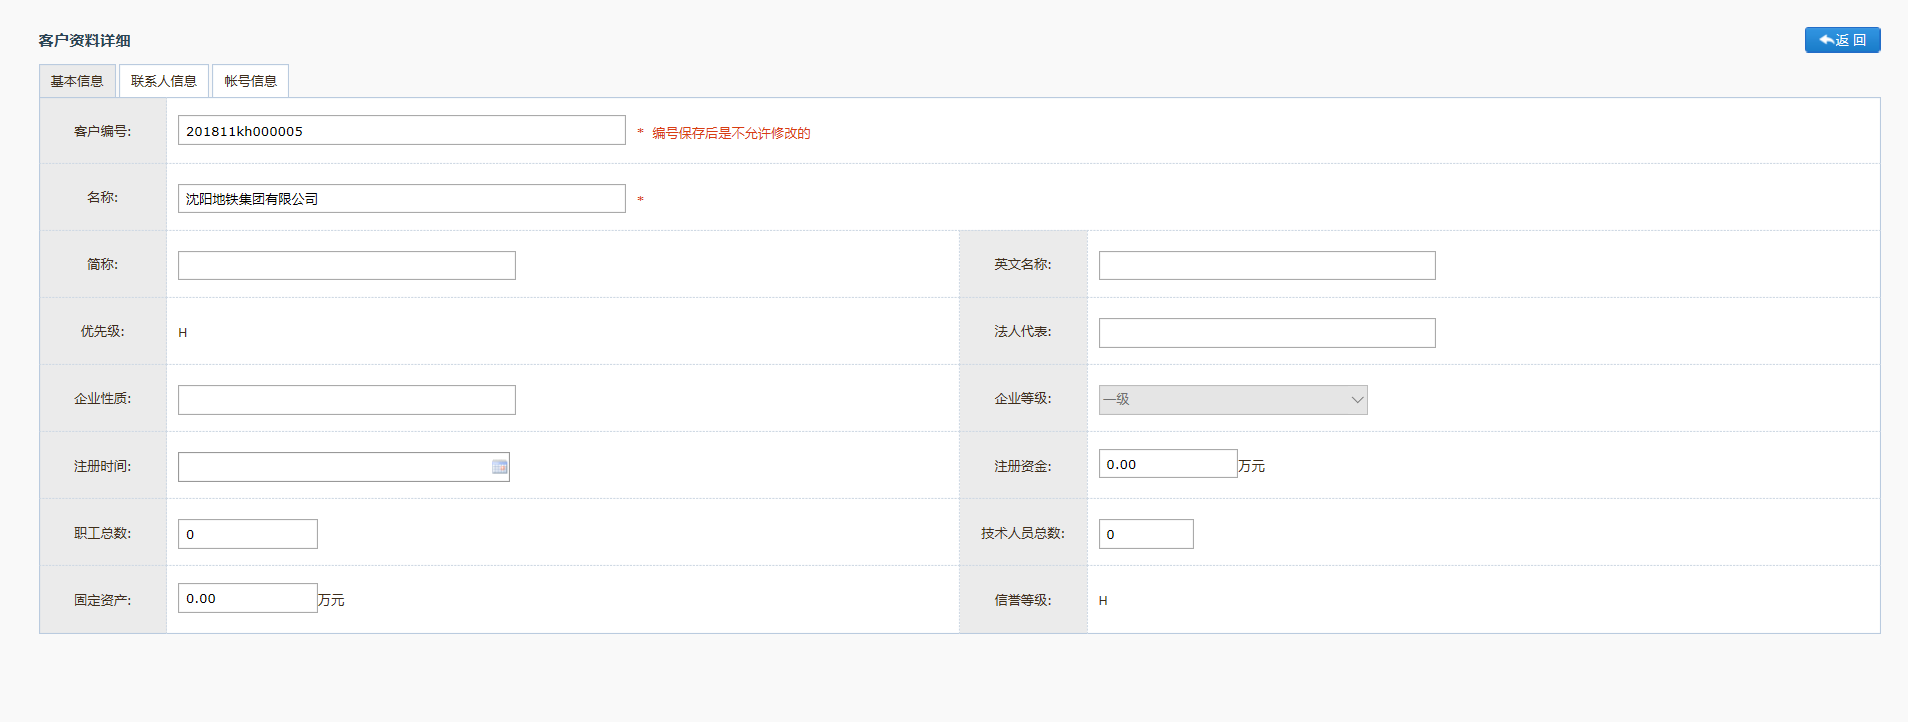 客户资料详细
返 回
基本信息 联系人信息 帐号信息
客户编号: 201811kh000005 * 编号保存后是不允许修改的
名称: 沈阳地铁集团有限公司 *
简称: 英文名称:
优先级: H 法人代表:
企业性质: 企业等级: 一级
注册时间: 注册资金: 0.00 万元
职工总数: 0 技术人员总数: 0
固定资产: 0.00 万元 信誉等级: H